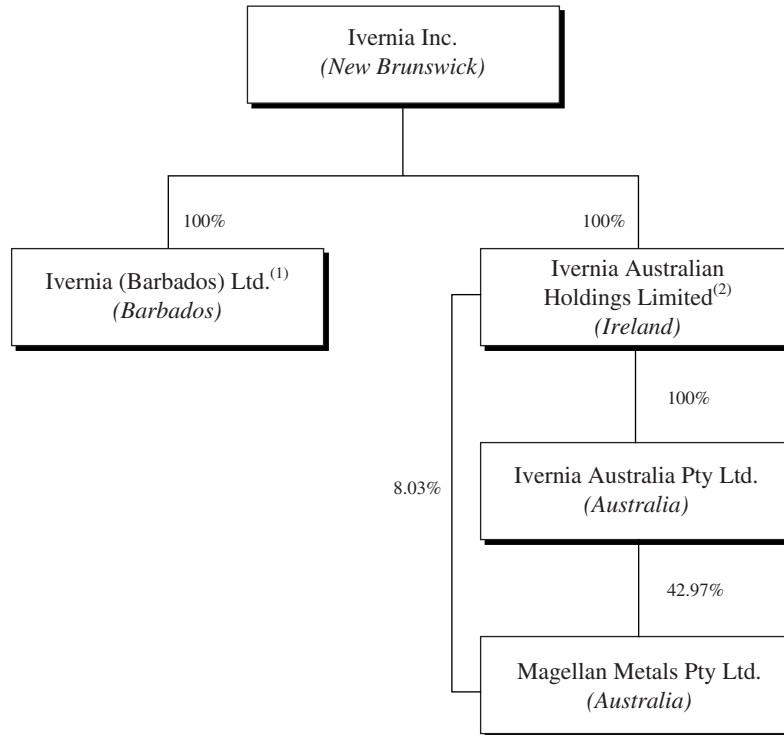 Ivernia Inc.
(New Brunswick)
100%
100%
Ivernia (Barbados) Ltd.(1)
(Barbados)
Ivernia Australian
Holdings Limited(2)
(Ireland)
100%
Ivernia Australia Pty Ltd.
(Australia)
8.03%
42.97%
Magellan Metals Pty Ltd.
(Australia)